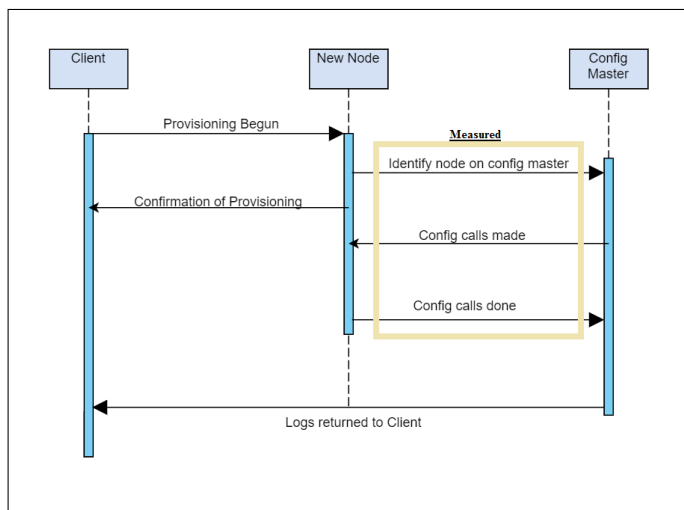 Client
New Node
Config
Master
Provisioning Begun
Measured
Identify node on config master
Confirmation of Provisioning
Config calls made
Config calls done
Logs returned to Client